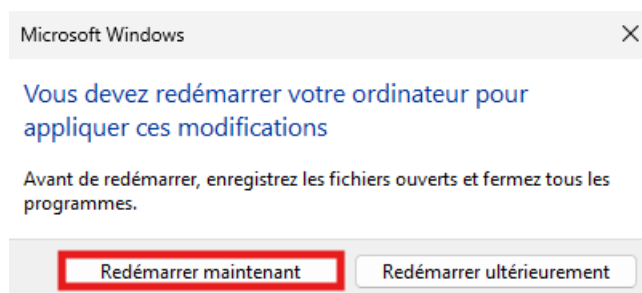 Microsoft Windows
Vous devez redémarrer votre ordinateur pour
appliquer ces modifications
Avant de redémarrer, enregistrez les fichiers ouverts et fermez tous les
programmes.
Redémarrer maintenant
Redémarrer ultérieurement